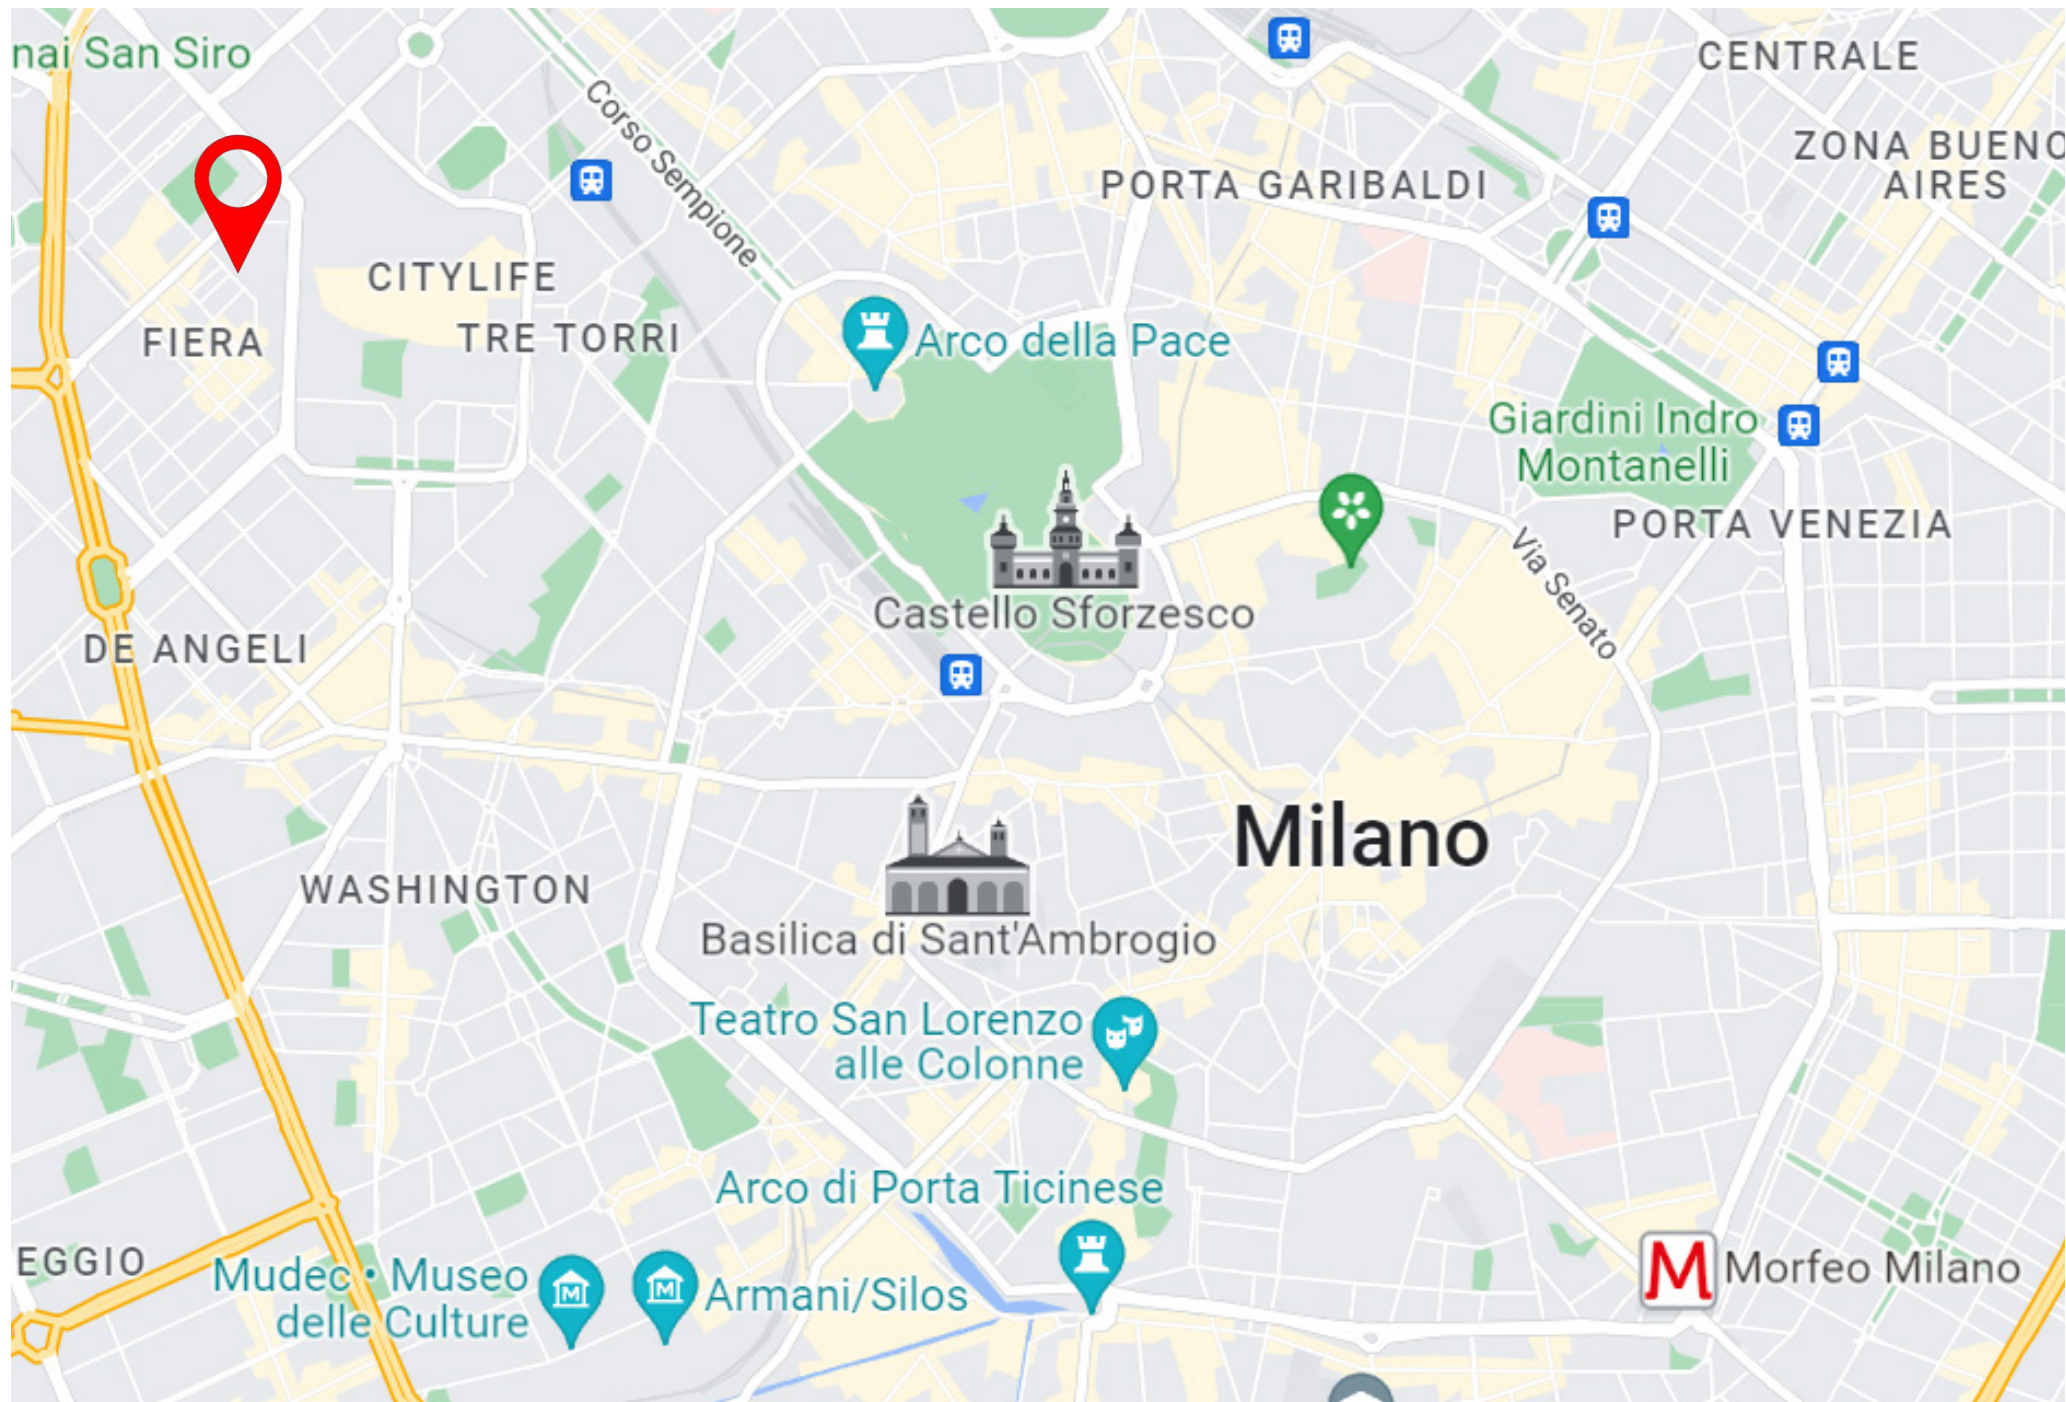 nai San Siro
CENTRALE
Corso Sempione
ZONA BUENO
AIRES
PORTA GARIBALDI
CITYLIFE
FIERA
TRE TORRI
Arco della Pace
Giardini Indro
Montanelli
PORTA VENEZIA
Via Senato
Castello Sforzesco
DE ANGELI
Milano
WASHINGTON
Basilica di Sant'Ambrogio
Teatro San Lorenzo
alle Colonne
Arco di Porta Ticinese
EGGIO
Mudec • Museo
delle Culture
M
M
Armani/Silos
M
Morfeo Milano